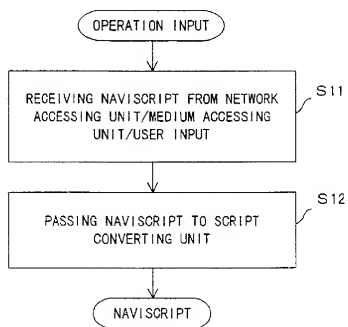 OPERATION INPUT
S11
RECEIVING NAVISCRIPT FROM NETWORK
ACCESSING UNIT/MEDIUM ACCESSING
UNIT/USER INPUT
S12
PASSING NAVISCRIPT TO SCRIPT
CONVERTING UNIT
NAVISCRIPT